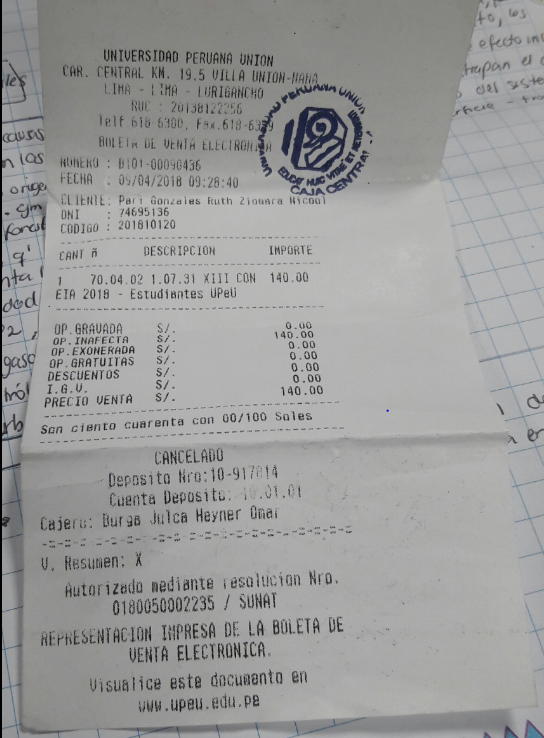 UNIVERSIDAD PERUANA UNION
CAR. CENTRAL KM. 19.5 VILLA UNION-NANA
LIMA - LIMA - LURIGANCHO
RUC : 20138122256
Telf 618-6300, Fax.618-6339
BOLETA DE VENTA ELECTRONICA
NUMERO : B101-00090436
FECHA : 05/04/2018 09:28:40
UNIVERSIDAD PERUANA UNION
EDUCAT HUIC VITAE ET
CAJA CENTRAL
CLIENTE: Pari Gonzales Ruth Ziomara Nicool
DNI : 74695136
CODIGO : 201810120
CANT ñ DESCRIPCION IMPORTE
1 70.04.02 1.07.31 XIII CON 140.00
EIA 2018 - Estudiantes UPeU
OP.GRAVADA S/. 0.00
OP.INAFECTA S/. 140.00
OP.EXONERADA S/. 0.00
OP.GRATUITAS S/. 0.00
DESCUENTOS S/. 0.00
I.G.V. S/. 0.00
PRECIO VENTA S/. 140.00
Son ciento cuarenta con 00/100 Soles
CANCELADO
Deposito Nro:10-917014
Cuenta Deposito: 10.01.01
Cajero: Burga Julca Heyner Omar
-=-=-=-=-=-=-=-=-=-=-=-=-=-=-=-
V. Resumen: X
Autorizado mediante resolucion Nro.
0180050002235 / SUNAT
REPRESENTACION IMPRESA DE LA BOLETA DE
VENTA ELECTRONICA.
Visualice este documento en
www.upeu.edu.pe